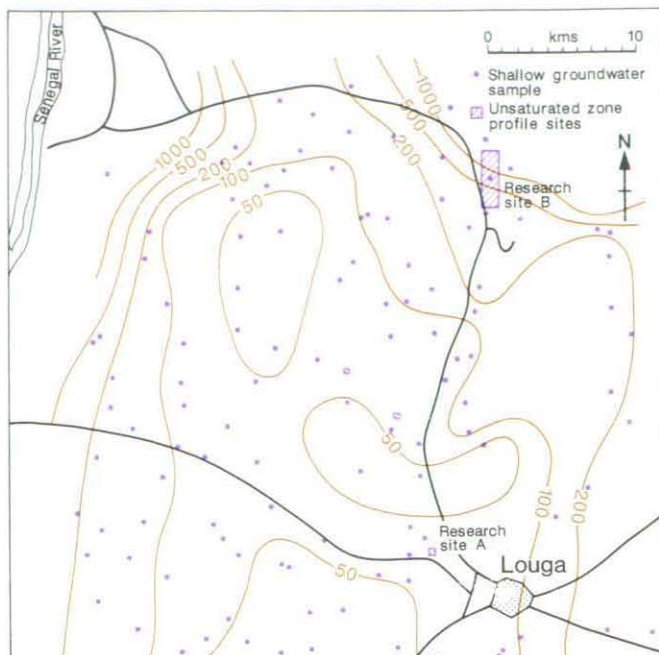 0 kms 10
Shallow groundwater
sample
Unsaturated zone
profile sites
N
Senegal River
1000
500
200
100
50
1000
500
200
Research
site B
50
100
200
50
Research
site A
Louga